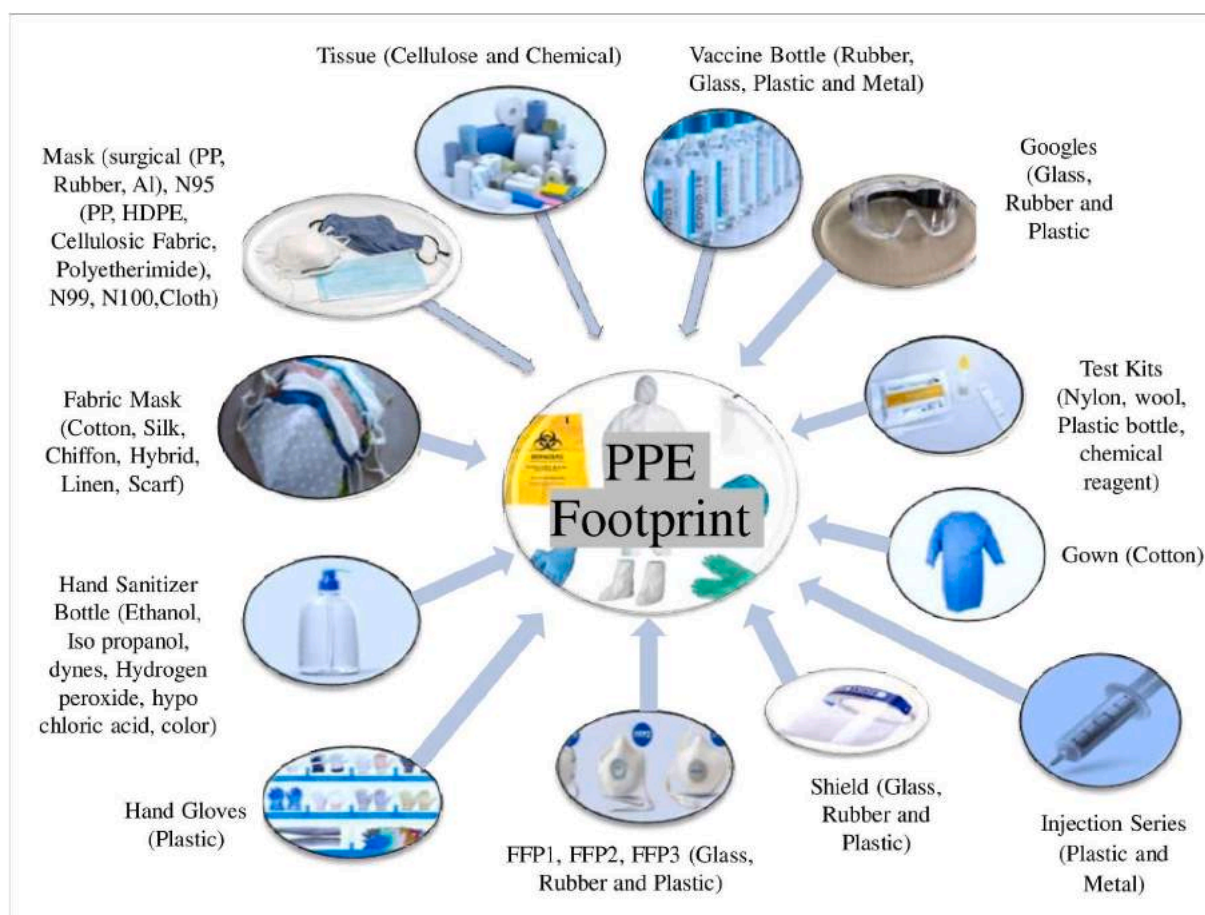 Tissue (Cellulose and Chemical)
Vaccine Bottle (Rubber,
Glass, Plastic and Metal)
Googles
(Glass,
Rubber and
Plastic
Mask (surgical (PP,
Rubber, Al), N95
(PP, HDPE,
Cellulosic Fabric,
Polyetherimide),
N99, N100,Cloth)
COVID-19
Fabric Mask
(Cotton, Silk,
Chiffon, Hybrid,
Linen, Scarf)
Test Kits
(Nylon, wool,
Plastic bottle,
chemical
reagent)
PPE
Footprint
Gown (Cotton)
Hand Sanitizer
Bottle (Ethanol,
Iso propanol,
dynes, Hydrogen
peroxide, hypo
chloric acid, color)
Hand Gloves
(Plastic)
FFP2
FFP1, FFP2, FFP3 (Glass,
Rubber and Plastic)
Shield (Glass,
Rubber and
Plastic)
Injection Series
(Plastic and
Metal)